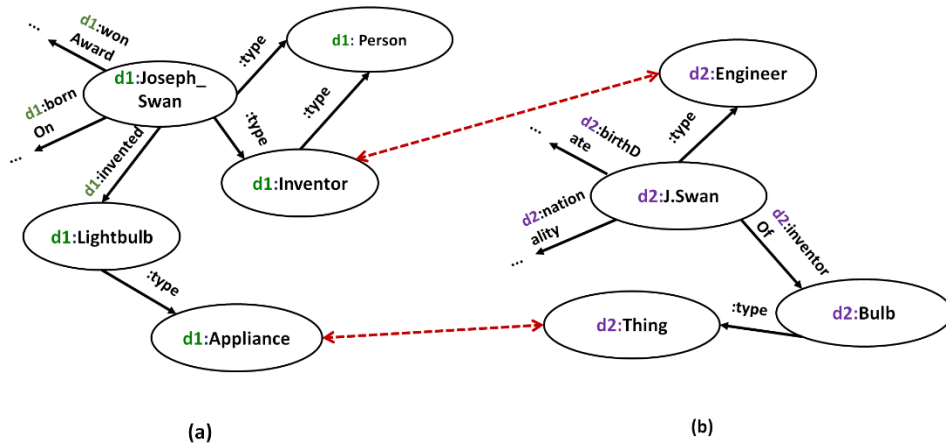 ...
d1:won
Award
d1:born
On
...
d1:Joseph_
Swan
:type
d1: Person
:type
:type
d1:invented
d1:Inventor
d1:Lightbulb
:type
d1:Appliance
(a)
d2:Engineer
...
d2:birthD
ate
:type
d2:J.Swan
d2:nation
ality
...
d2:inventor
Of
:type
d2:Bulb
d2:Thing
(b)